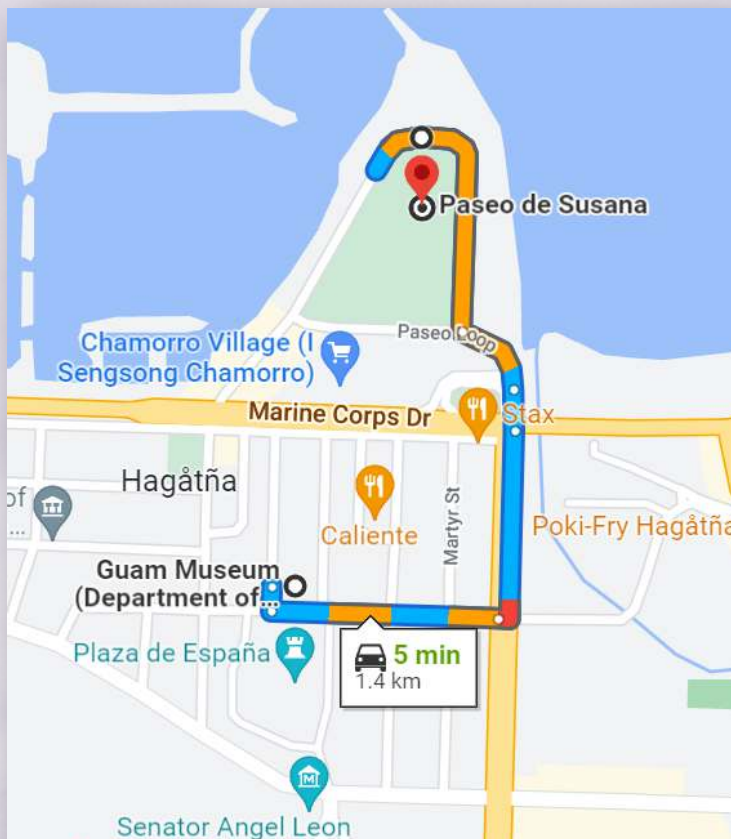 Paseo de Susana
Paseo Loop
Chamorro Village (I
Sengsong Chamorro)
Marine Corps Dr
Stax
Hagåtña
of
...
Caliente
Martyr St
Poki-Fry Hagåtña
Guam Museum
(Department of...
Plaza de España
5 min
1.4 km
Senator Angel Leon